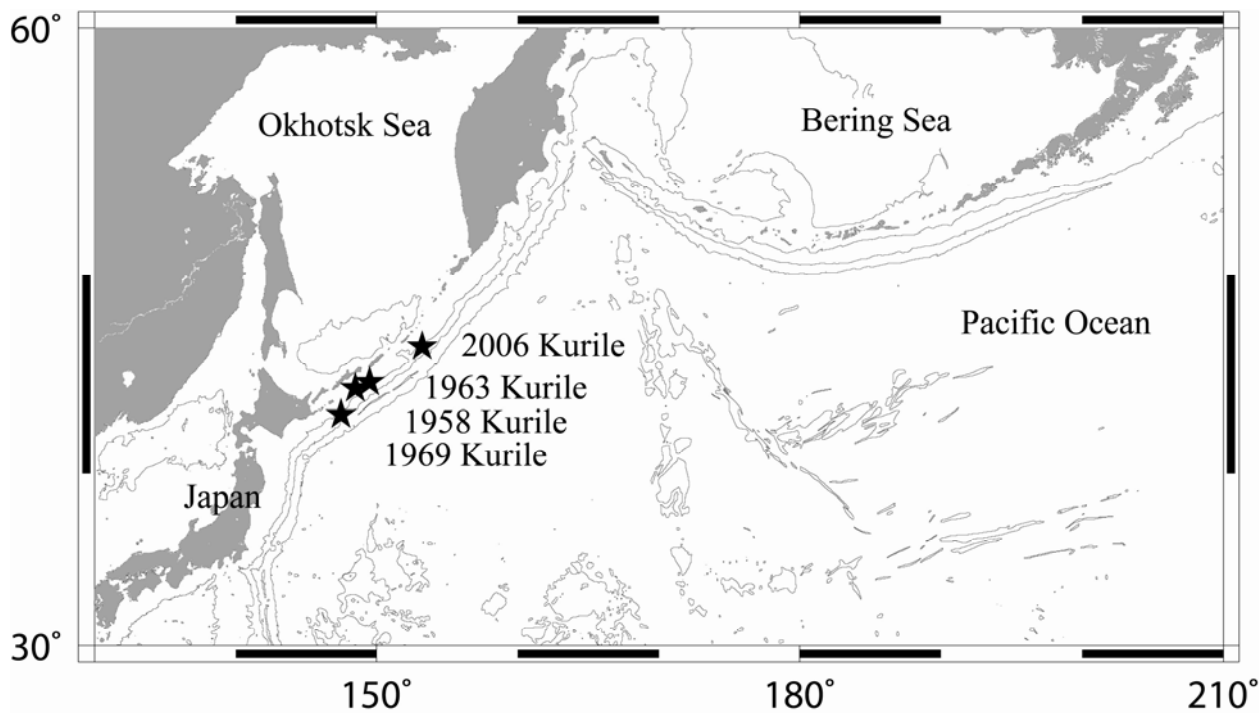 60°
Okhotsk Sea
Bering Sea
Pacific Ocean
2006 Kurile
1963 Kurile
1958 Kurile
1969 Kurile
Japan
30°
150°
180°
210°